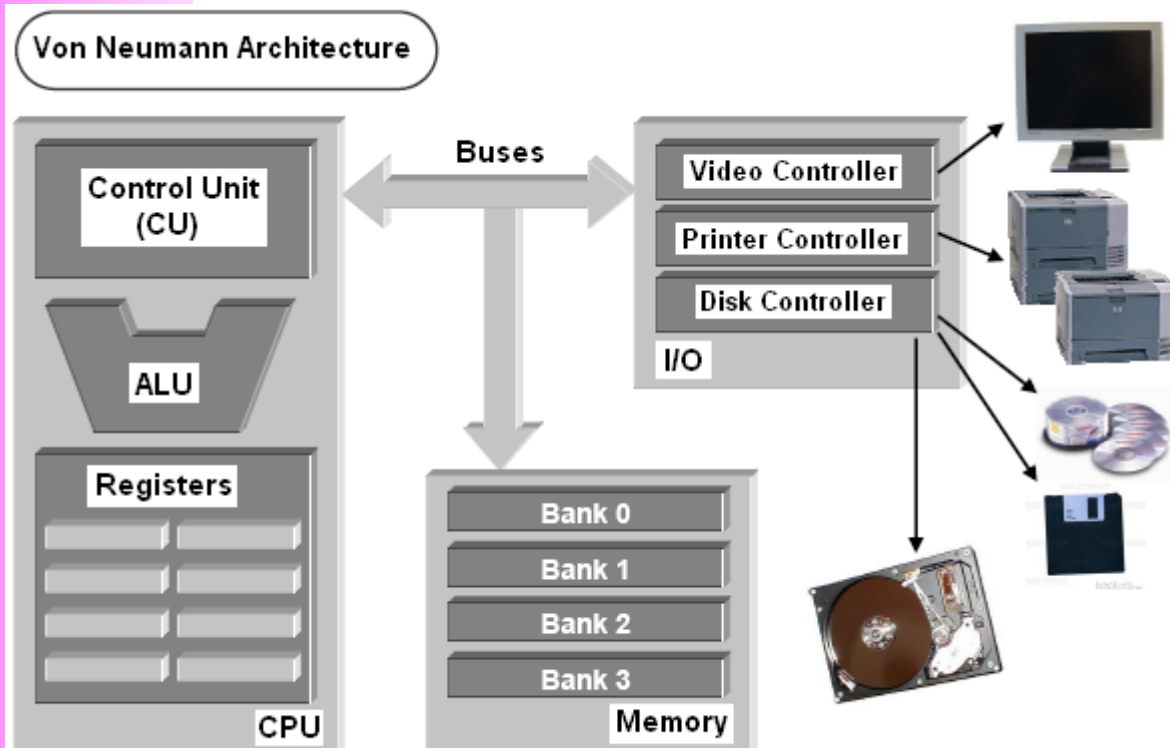 Von Neumann Architecture
Control Unit
(CU)
ALU
Registers
CPU
Buses
Video Controller
Printer Controller
Disk Controller
I/O
Bank 0
Bank 1
Bank 2
Bank 3
Memory